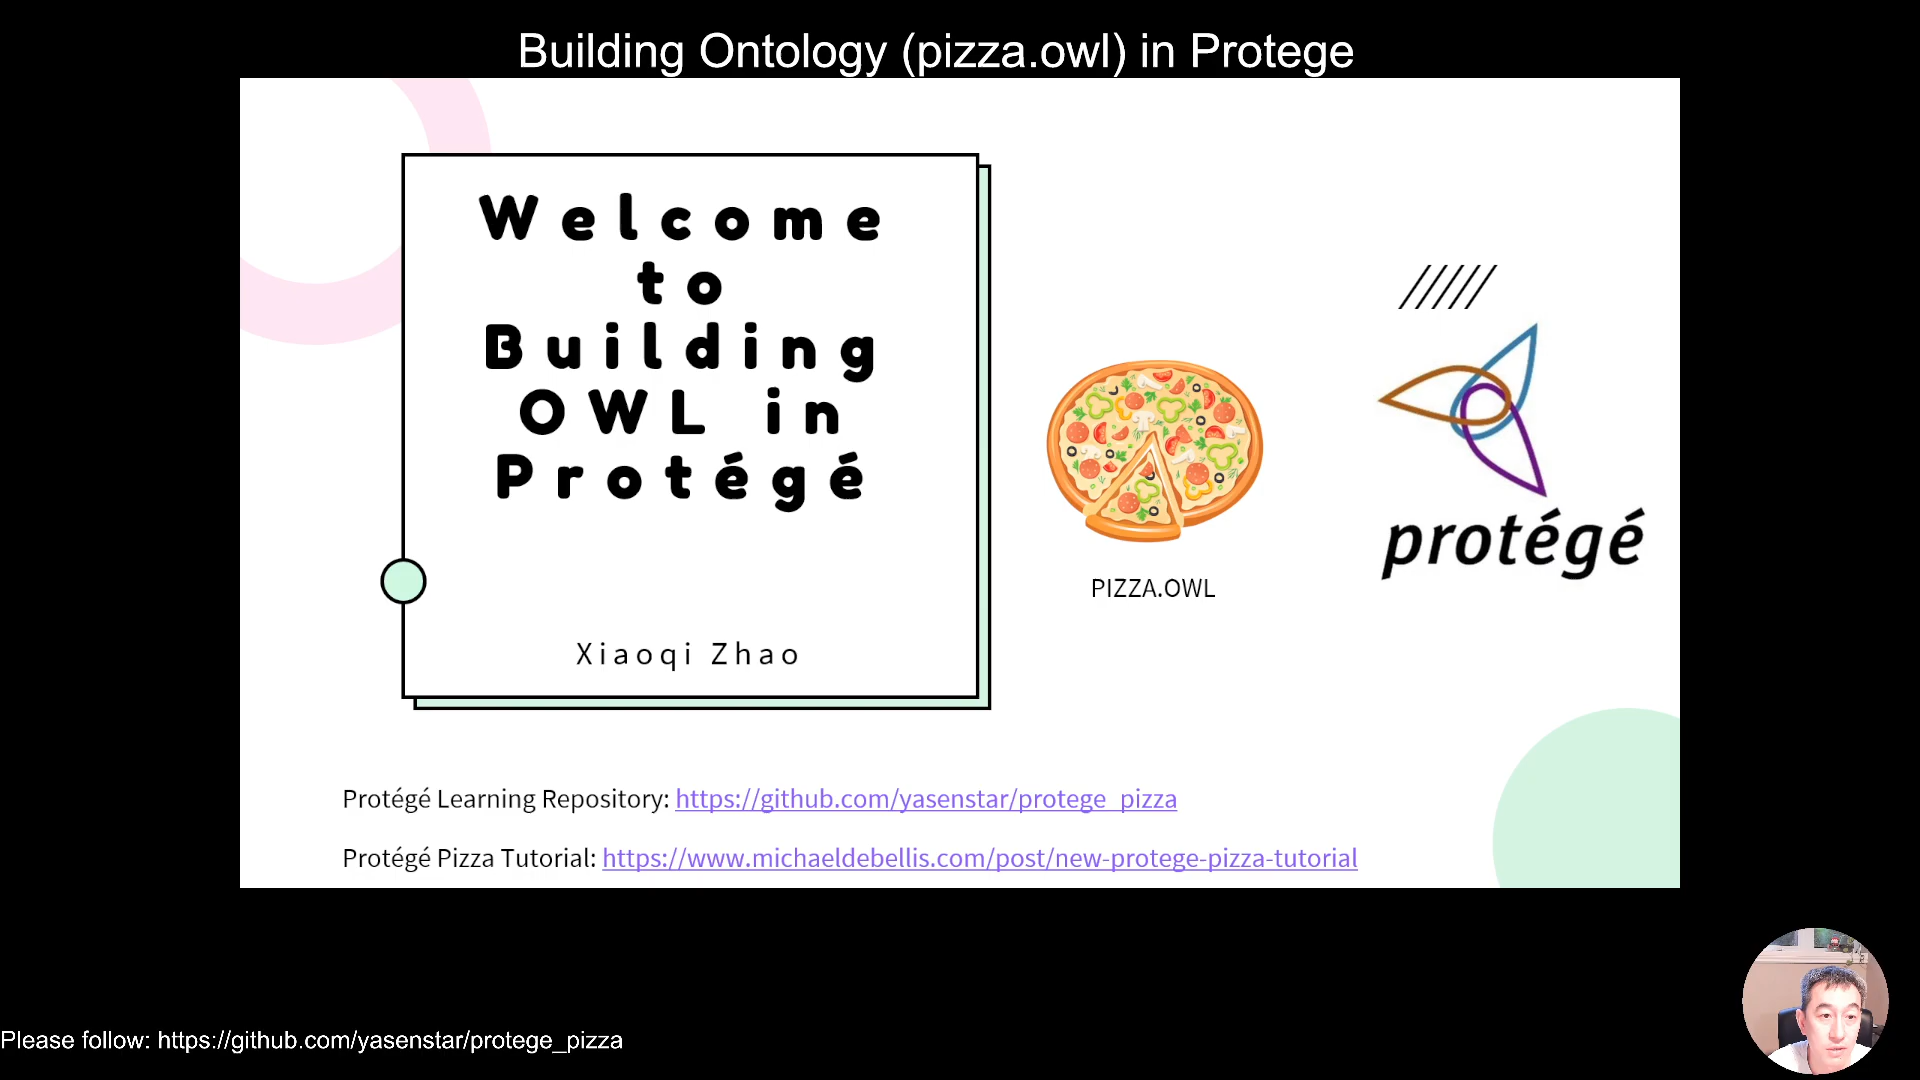 Building Ontology (pizza.owl) in Protege
Welcome
to
Building
OWL in
Protégé
Xiaoqi Zhao
PIZZA.OWL
protégé
Protégé Learning Repository: https://github.com/yasenstar/protege_pizza
Protégé Pizza Tutorial: https://www.michaeldebellis.com/post/new-protege-pizza-tutorial
Please follow: https://github.com/yasenstar/protege_pizza